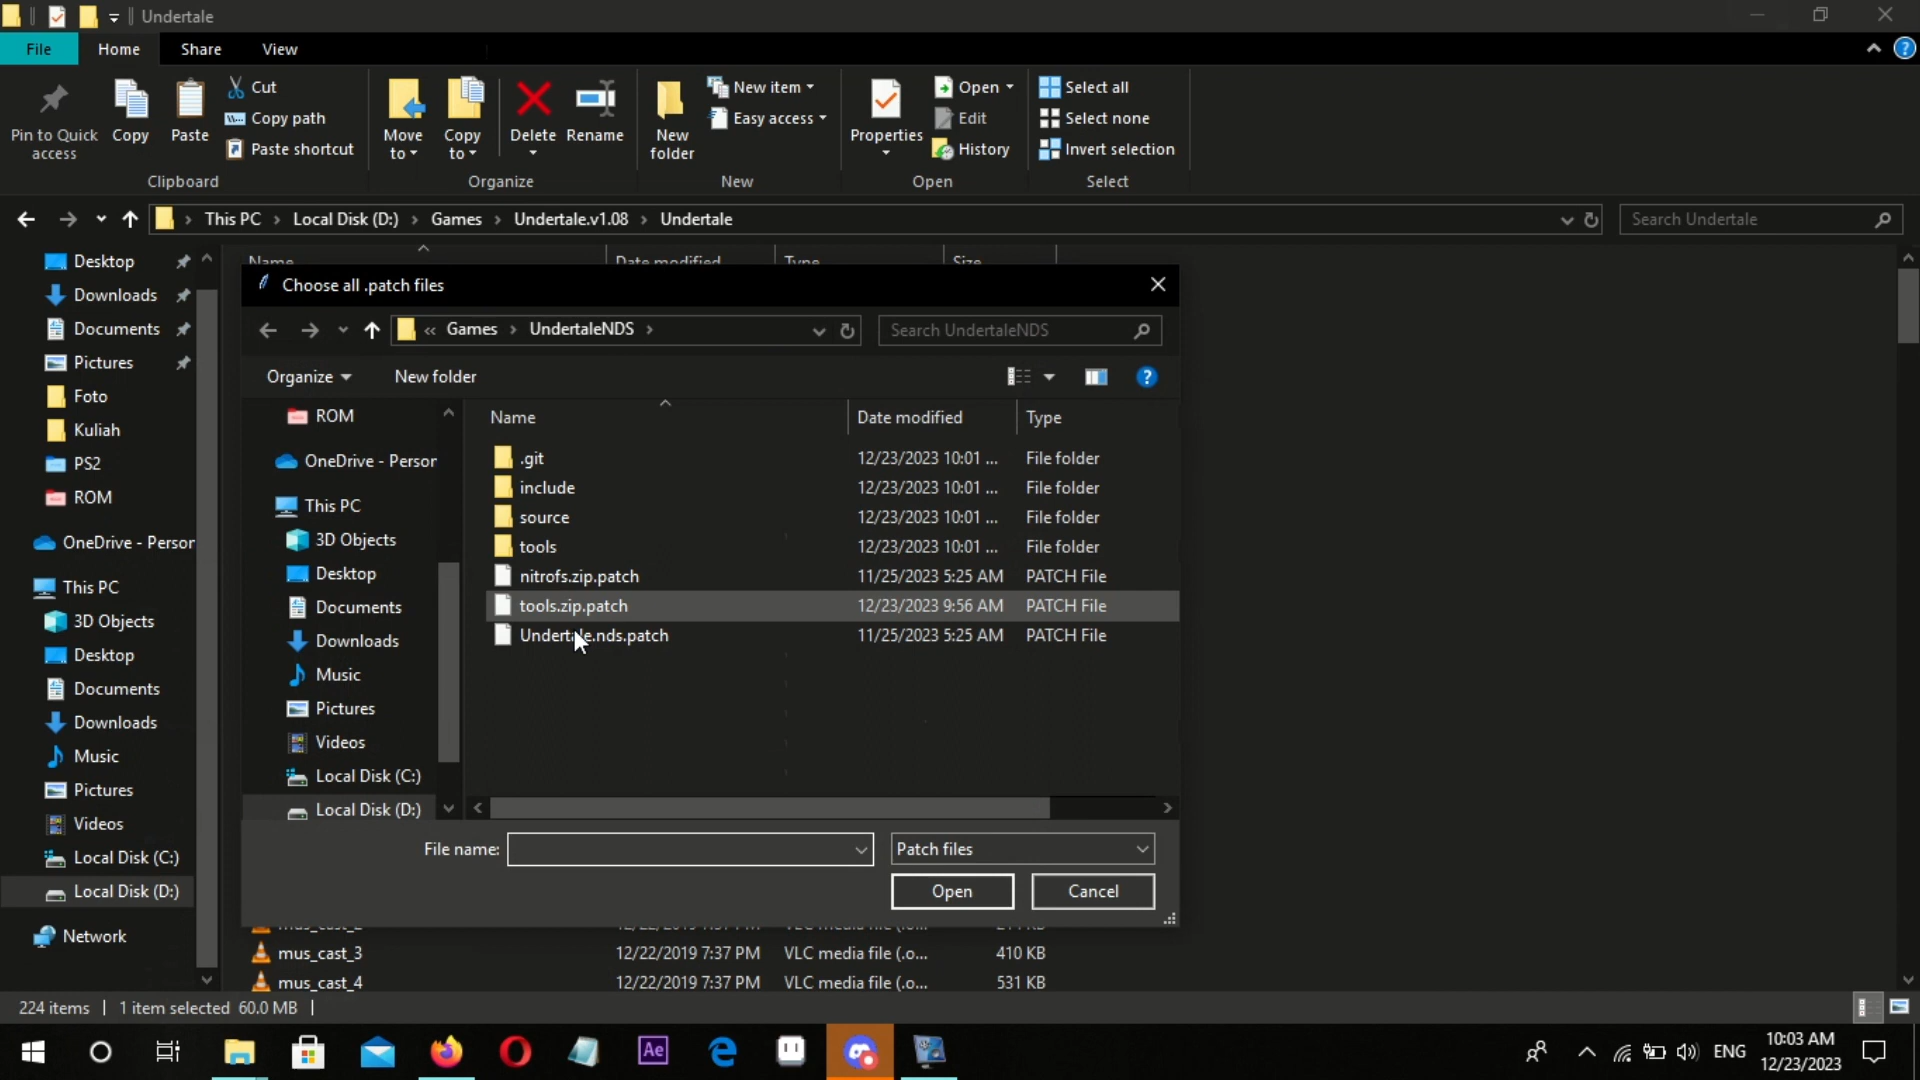 Undertale
File Home Share View
Pin to Quick access
Copy
Paste
Cut
Copy path
Paste shortcut
Clipboard
Move to
Copy to
Delete
Rename
Organize
New folder
New item
Easy access
New
Properties
Open
Edit
History
Open
Select all
Select none
Invert selection
Select
This PC > Local Disk (D:) > Games > Undertale.v1.08 > Undertale
Search Undertale
Name Date modified Type Size
Desktop
Downloads
Documents
Pictures
Foto
Kuliah
PS2
ROM
OneDrive - Person
This PC
3D Objects
Desktop
Documents
Downloads
Music
Pictures
Videos
Local Disk (C:)
Local Disk (D:)
Network
Choose all .patch files
« Games > UndertaleNDS >
Search UndertaleNDS
Organize New folder
ROM
OneDrive - Person
This PC
3D Objects
Desktop
Documents
Downloads
Music
Pictures
Videos
Local Disk (C:)
Local Disk (D:)
Name Date modified Type
.git 12/23/2023 10:01 ... File folder
include 12/23/2023 10:01 ... File folder
source 12/23/2023 10:01 ... File folder
tools 12/23/2023 10:01 ... File folder
nitrofs.zip.patch 11/25/2023 5:25 AM PATCH File
tools.zip.patch 12/23/2023 9:56 AM PATCH File
Undertale.nds.patch 11/25/2023 5:25 AM PATCH File
File name:
Patch files
Open Cancel
mus_cast_3 12/22/2019 7:37 PM VLC media file (.o... 410 KB
mus_cast_4 12/22/2019 7:37 PM VLC media file (.o... 531 KB
224 items 1 item selected 60.0 MB
Ae
ENG
10:03 AM
12/23/2023